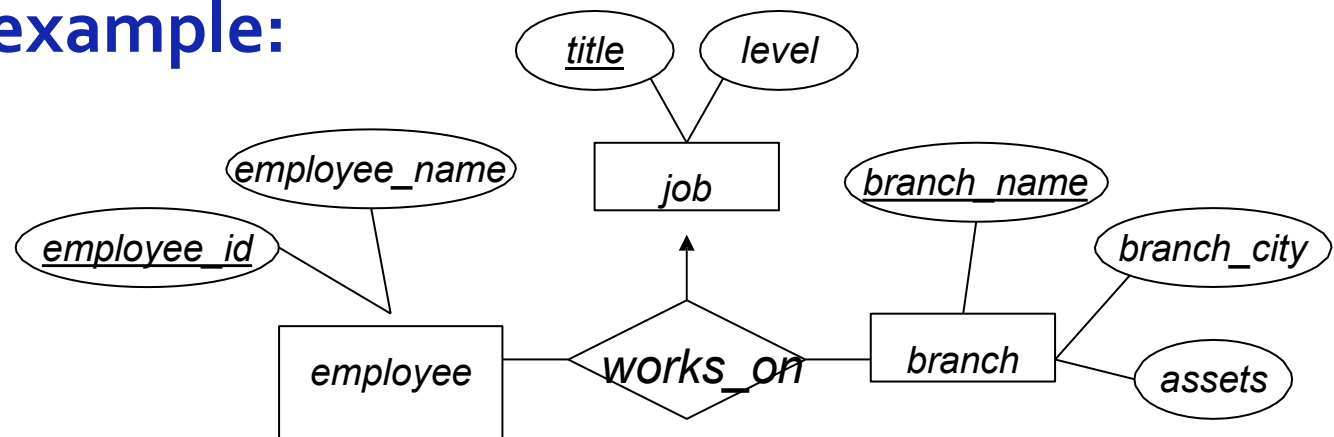 example:
title
level
employee_name
job
branch_name
employee_id
branch_city
employee
works_on
branch
assets